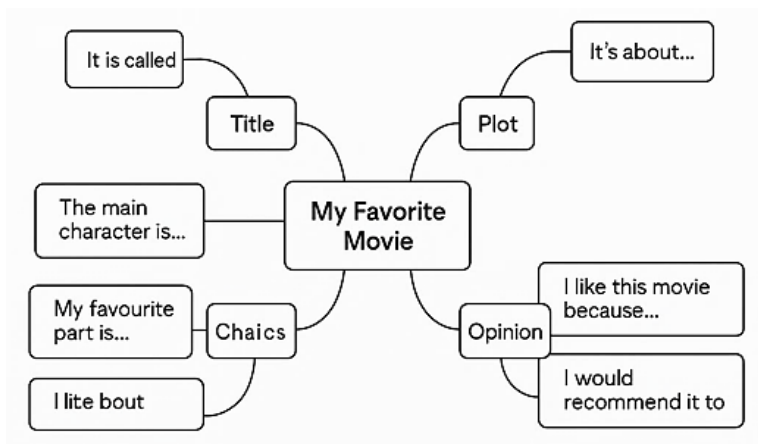 It is called
It's about...
Title
Plot
The main
character is...
My Favorite
Movie
My favourite
part is...
Chaics
Opinion
I like this movie
because...
I lite bout
I would
recommend it to